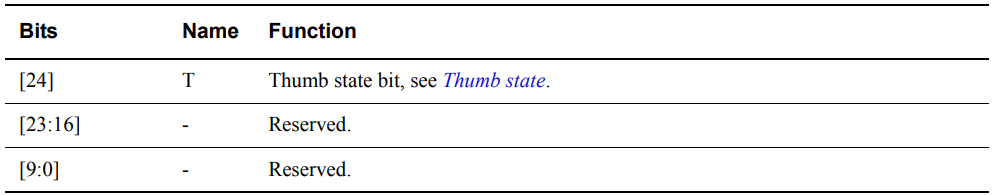 Bits Name Function
[24] T Thumb state bit, see Thumb state.
[23:16] - Reserved.
[9:0] - Reserved.